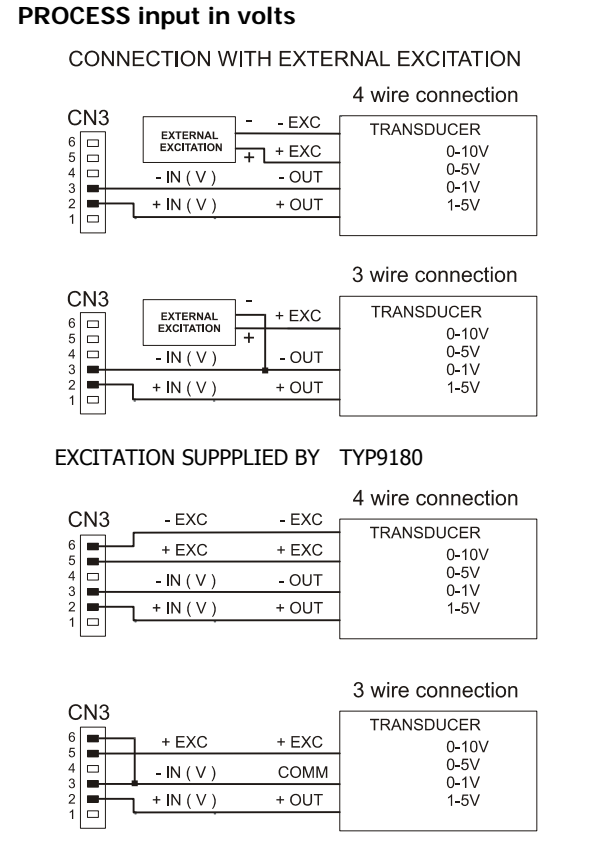 PROCESS input in volts
CONNECTION WITH EXTERNAL EXCITATION
4 wire connection
CN3
- - EXC
EXTERNAL
EXCITATION
TRANSDUCER
6
5
4
3
2
1
+ + EXC
- IN ( V ) - OUT
+ IN ( V ) + OUT
0-10V
0-5V
0-1V
1-5V
3 wire connection
CN3
-
EXTERNAL
EXCITATION
+ EXC
TRANSDUCER
6
5
4
3
2
1
+
- IN ( V ) - OUT
+ IN ( V ) + OUT
0-10V
0-5V
0-1V
1-5V
EXCITATION SUPPPLIED BY TYP9180
4 wire connection
CN3
- EXC - EXC
TRANSDUCER
6
5
4
3
2
1
+ EXC + EXC
- IN ( V ) - OUT
+ IN ( V ) + OUT
0-10V
0-5V
0-1V
1-5V
3 wire connection
CN3
TRANSDUCER
6
5
4
3
2
1
+ EXC + EXC
- IN ( V ) COMM
+ IN ( V ) + OUT
0-10V
0-5V
0-1V
1-5V